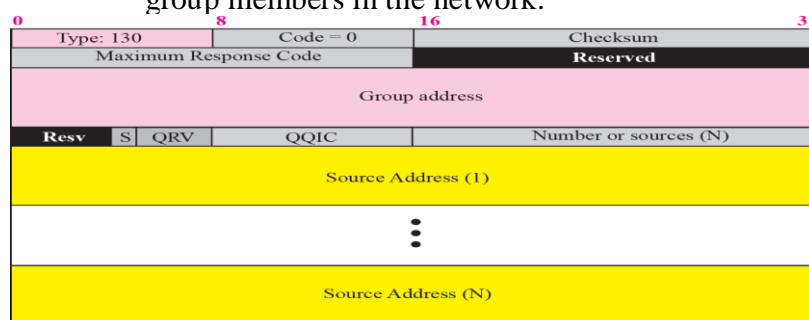 group members in the network.
0 8 16 3
Type: 130 Code = 0 Checksum
Maximum Response Code Reserved
Group address
Resv S QRV QQIC Number or sources (N)
Source Address (1)
Source Address (N)